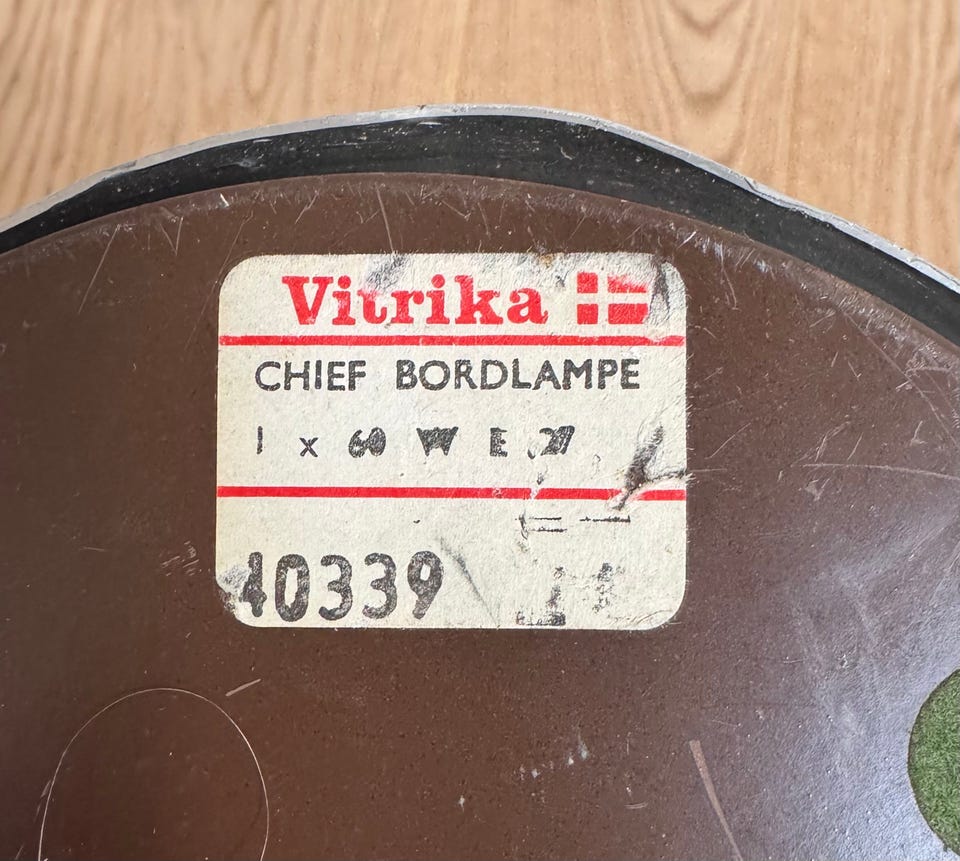 Vitrika
CHIEF BORDLAMPE
1 x 60 W E 27
40339